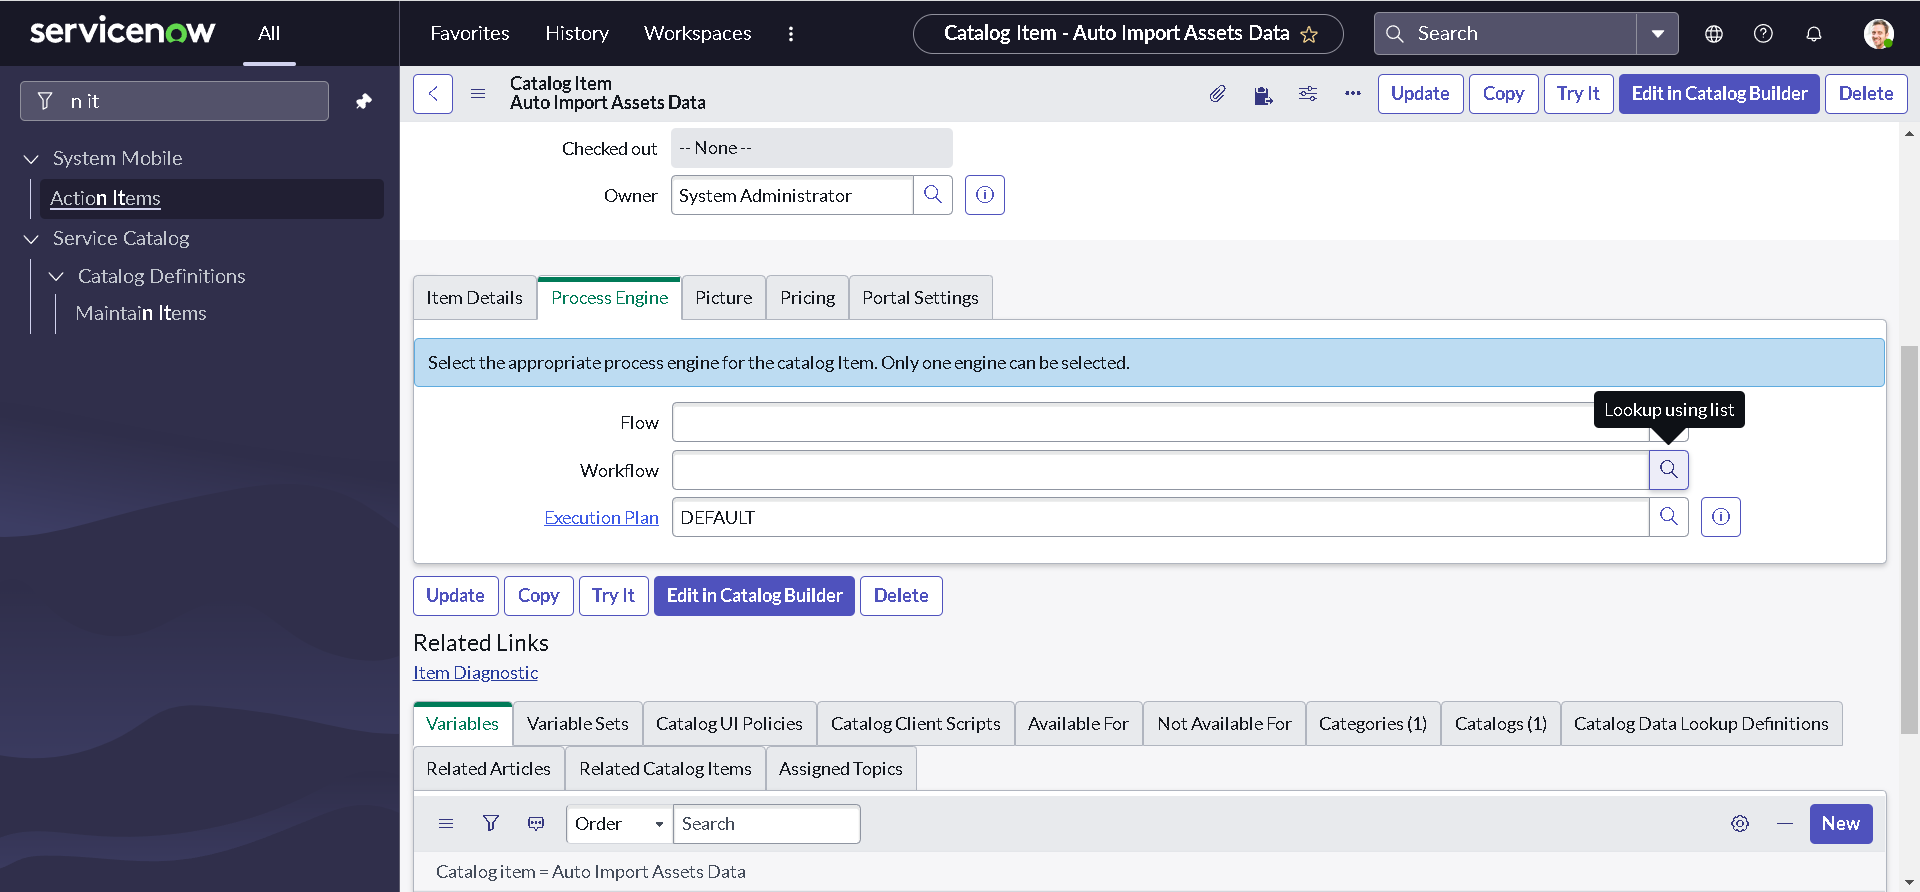 servicenow
All
Favorites
History
Workspaces
Catalog Item - Auto Import Assets Data
Search
n it
System Mobile
Action Items
Service Catalog
Catalog Definitions
Maintain Items
Catalog Item
Auto Import Assets Data
Update
Copy
Try It
Edit in Catalog Builder
Delete
Checked out
-- None --
Owner
System Administrator
Item Details
Process Engine
Picture
Pricing
Portal Settings
Select the appropriate process engine for the catalog Item. Only one engine can be selected.
Lookup using list
Flow
Workflow
Execution Plan
DEFAULT
Update
Copy
Try It
Edit in Catalog Builder
Delete
Related Links
Item Diagnostic
Variables
Variable Sets
Catalog UI Policies
Catalog Client Scripts
Available For
Not Available For
Categories (1)
Catalogs (1)
Catalog Data Lookup Definitions
Related Articles
Related Catalog Items
Assigned Topics
Order
Search
New
Catalog item = Auto Import Assets Data